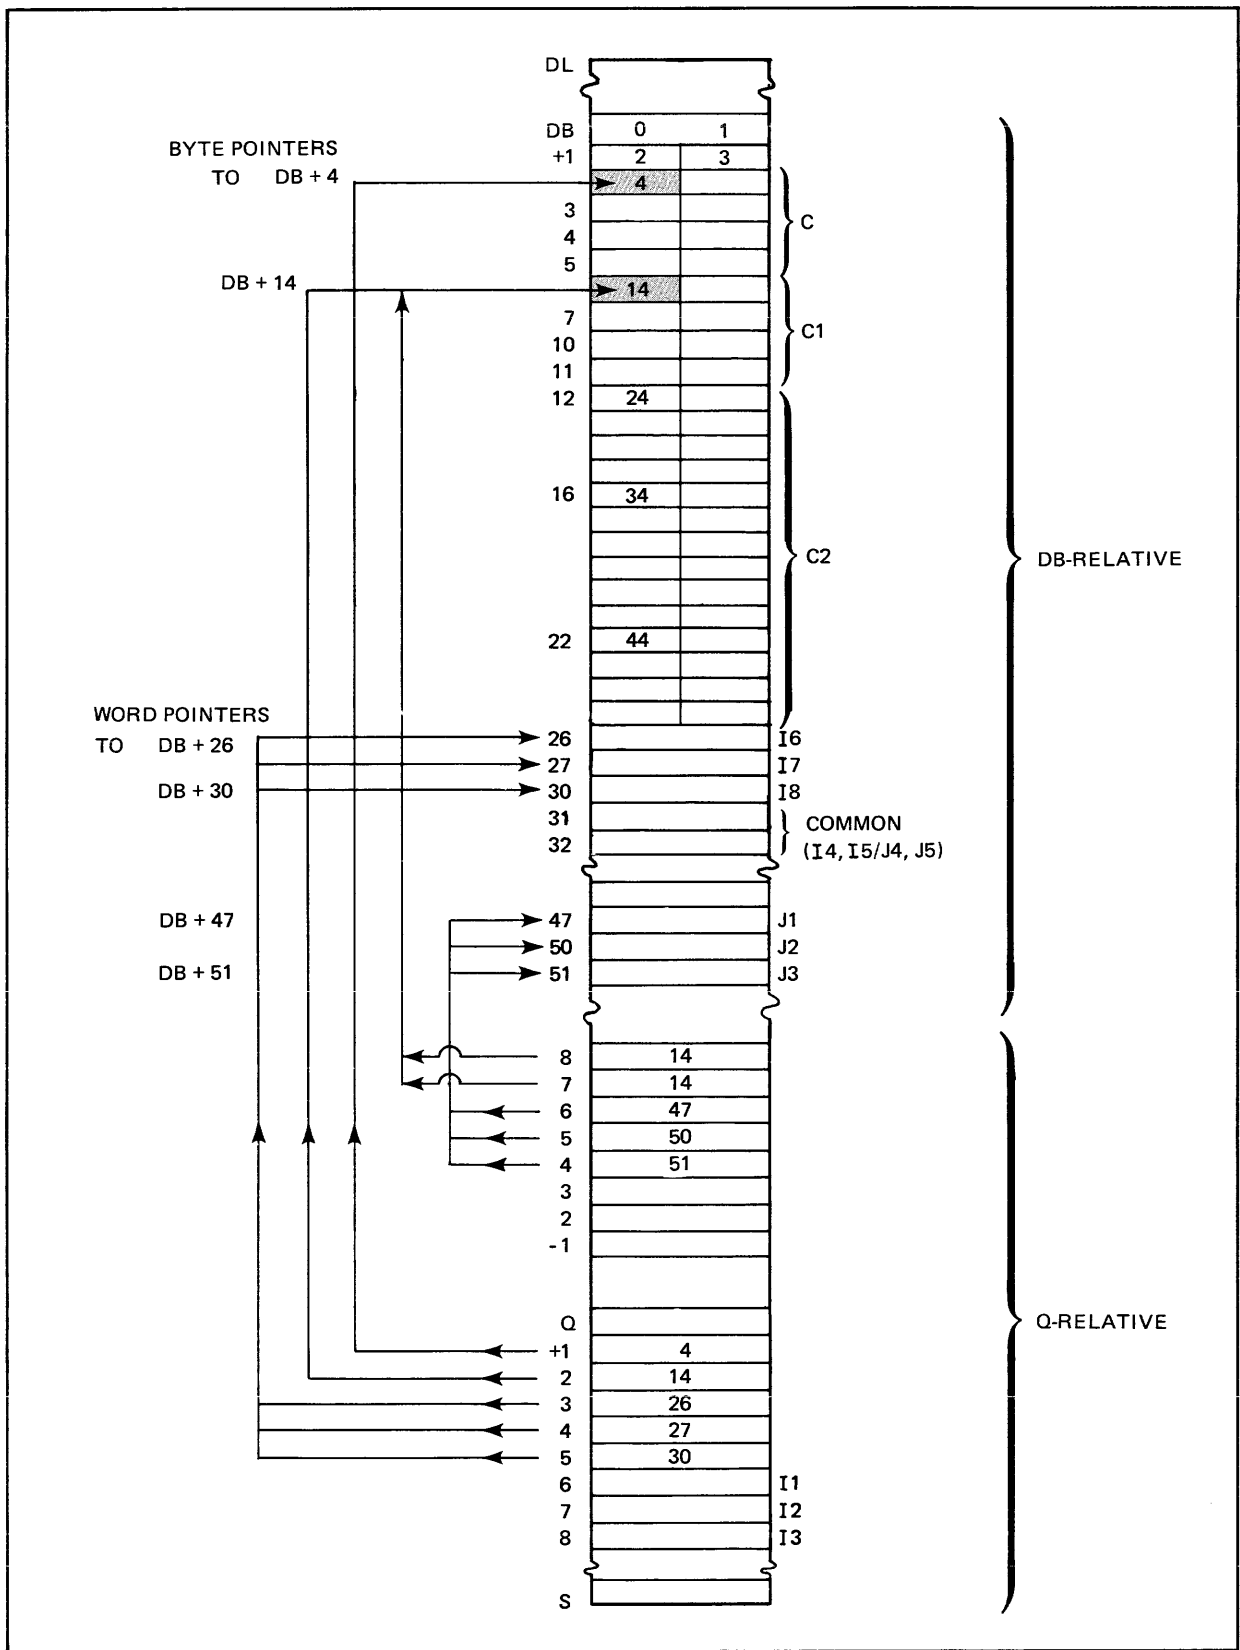 DL
DB 0 1
BYTE POINTERS
+1 2 3
TO DB + 4
4
3
C
4
5
DB + 14
14
7
C1
10
11
12 24
16 34
C2
DB-RELATIVE
22 44
WORD POINTERS
TO DB + 26
26 I6
27 I7
DB + 30 30 I8
31
COMMON
32
(I4, I5/J4, J5)
DB + 47 47 J1
50 J2
DB + 51 51 J3
8 14
7 14
6 47
5 50
4 51
3
2
-1
Q
Q-RELATIVE
+1 4
2 14
3 26
4 27
5 30
6 I1
7 I2
8 I3
S